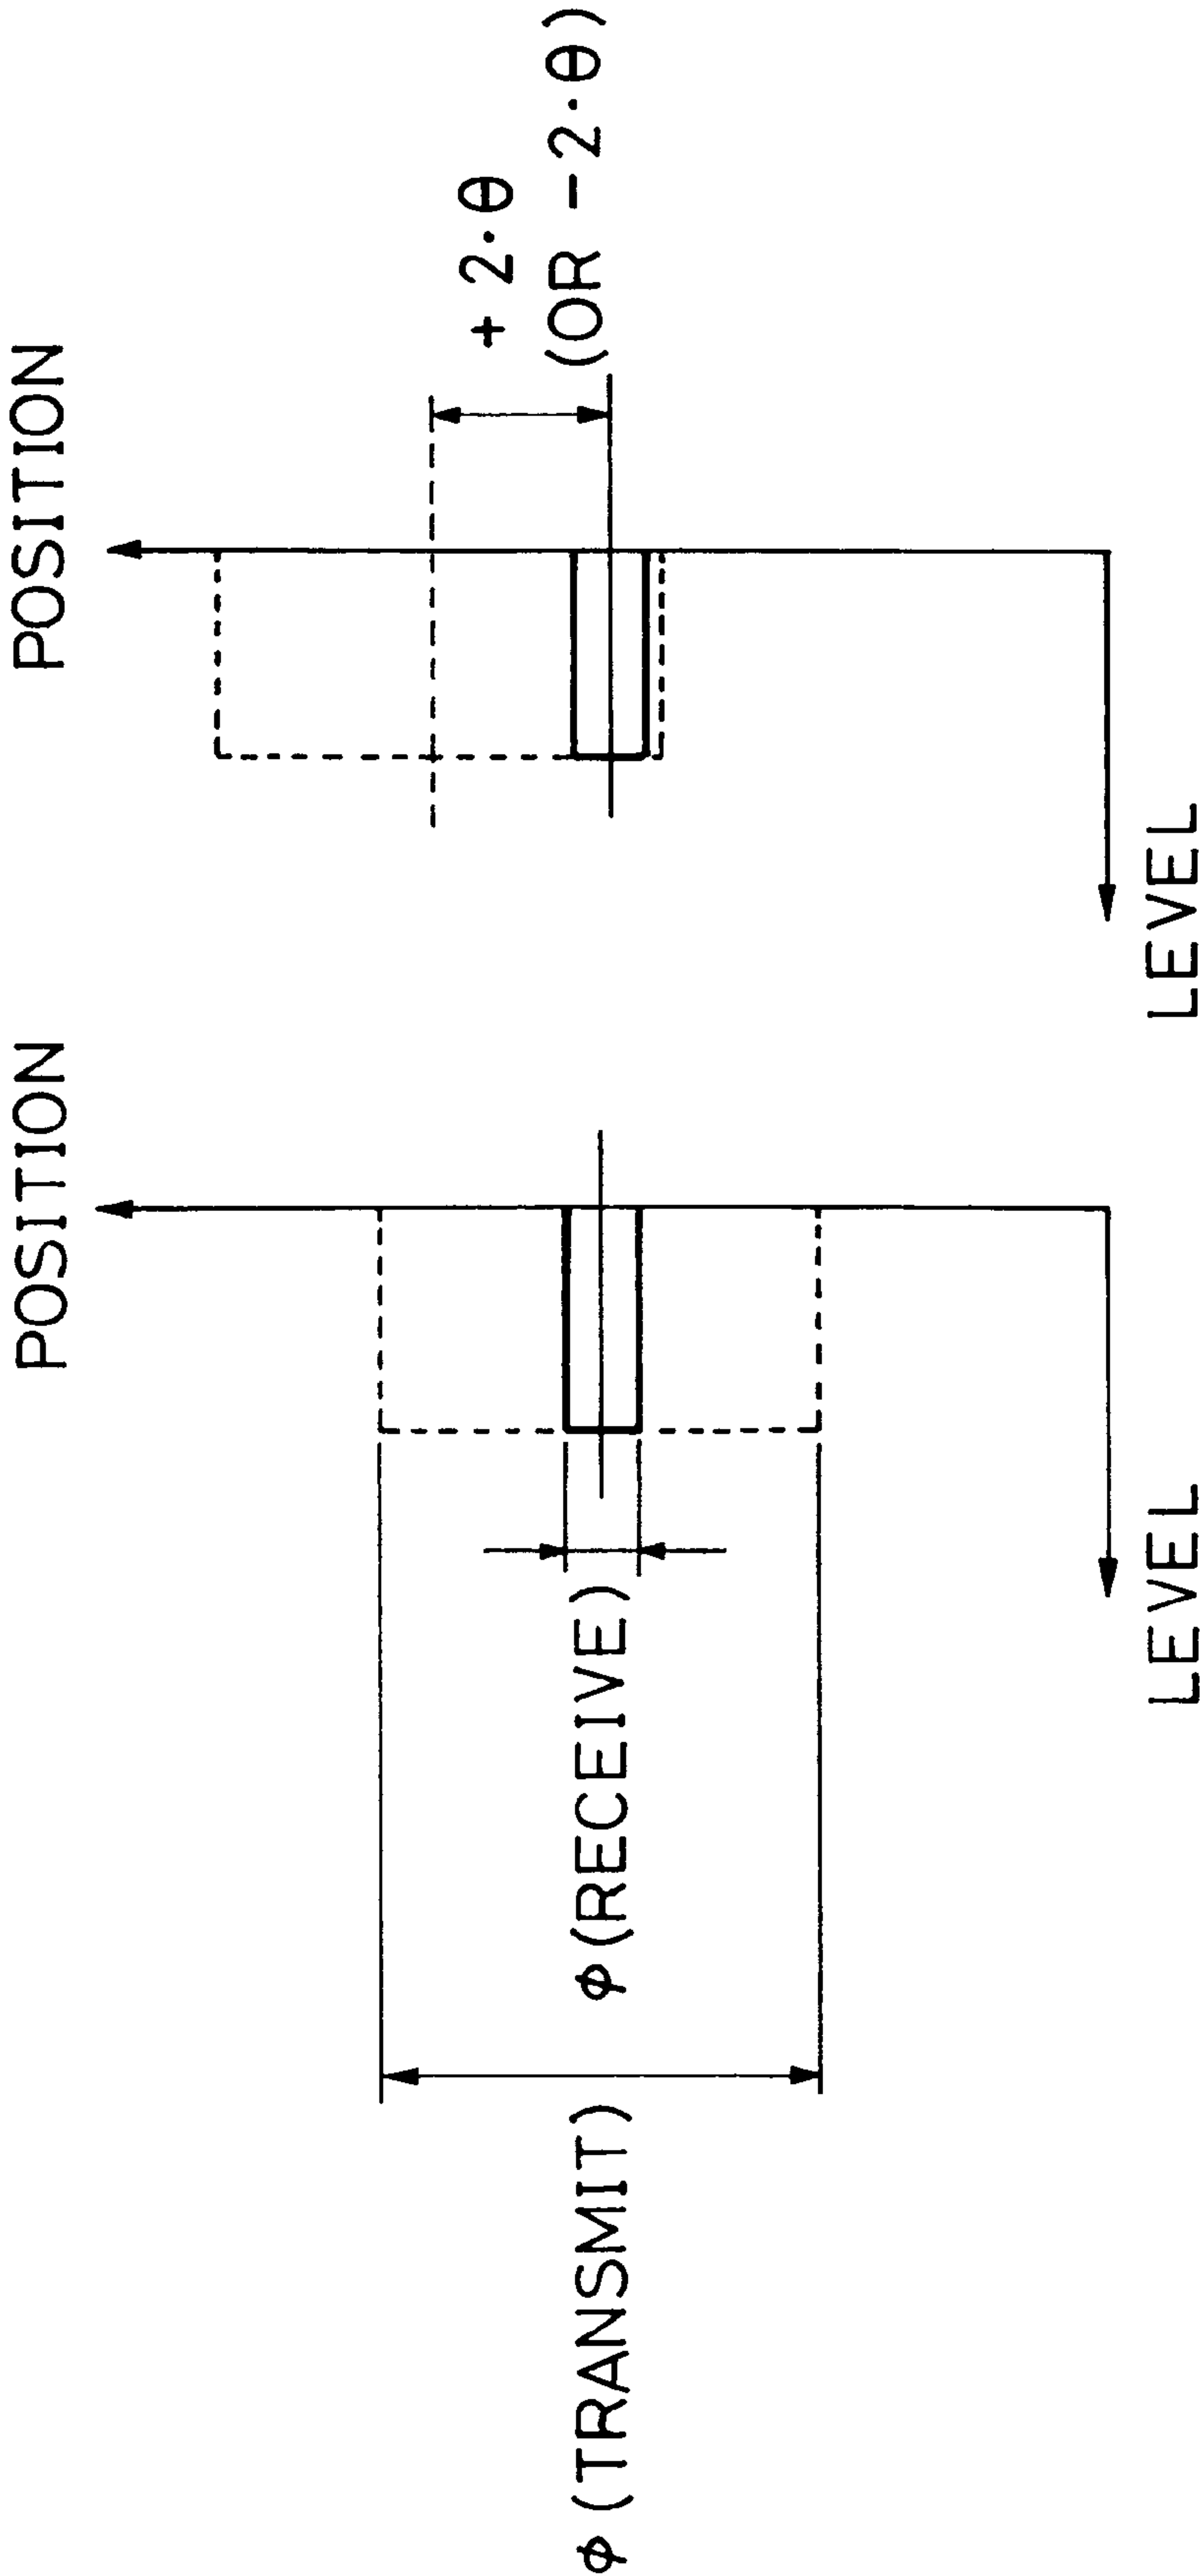 POSITION
+ 2·θ
(OR − 2·θ)
LEVEL
POSITION
φ (RECEIVE)
φ (TRANSMIT)
LEVEL